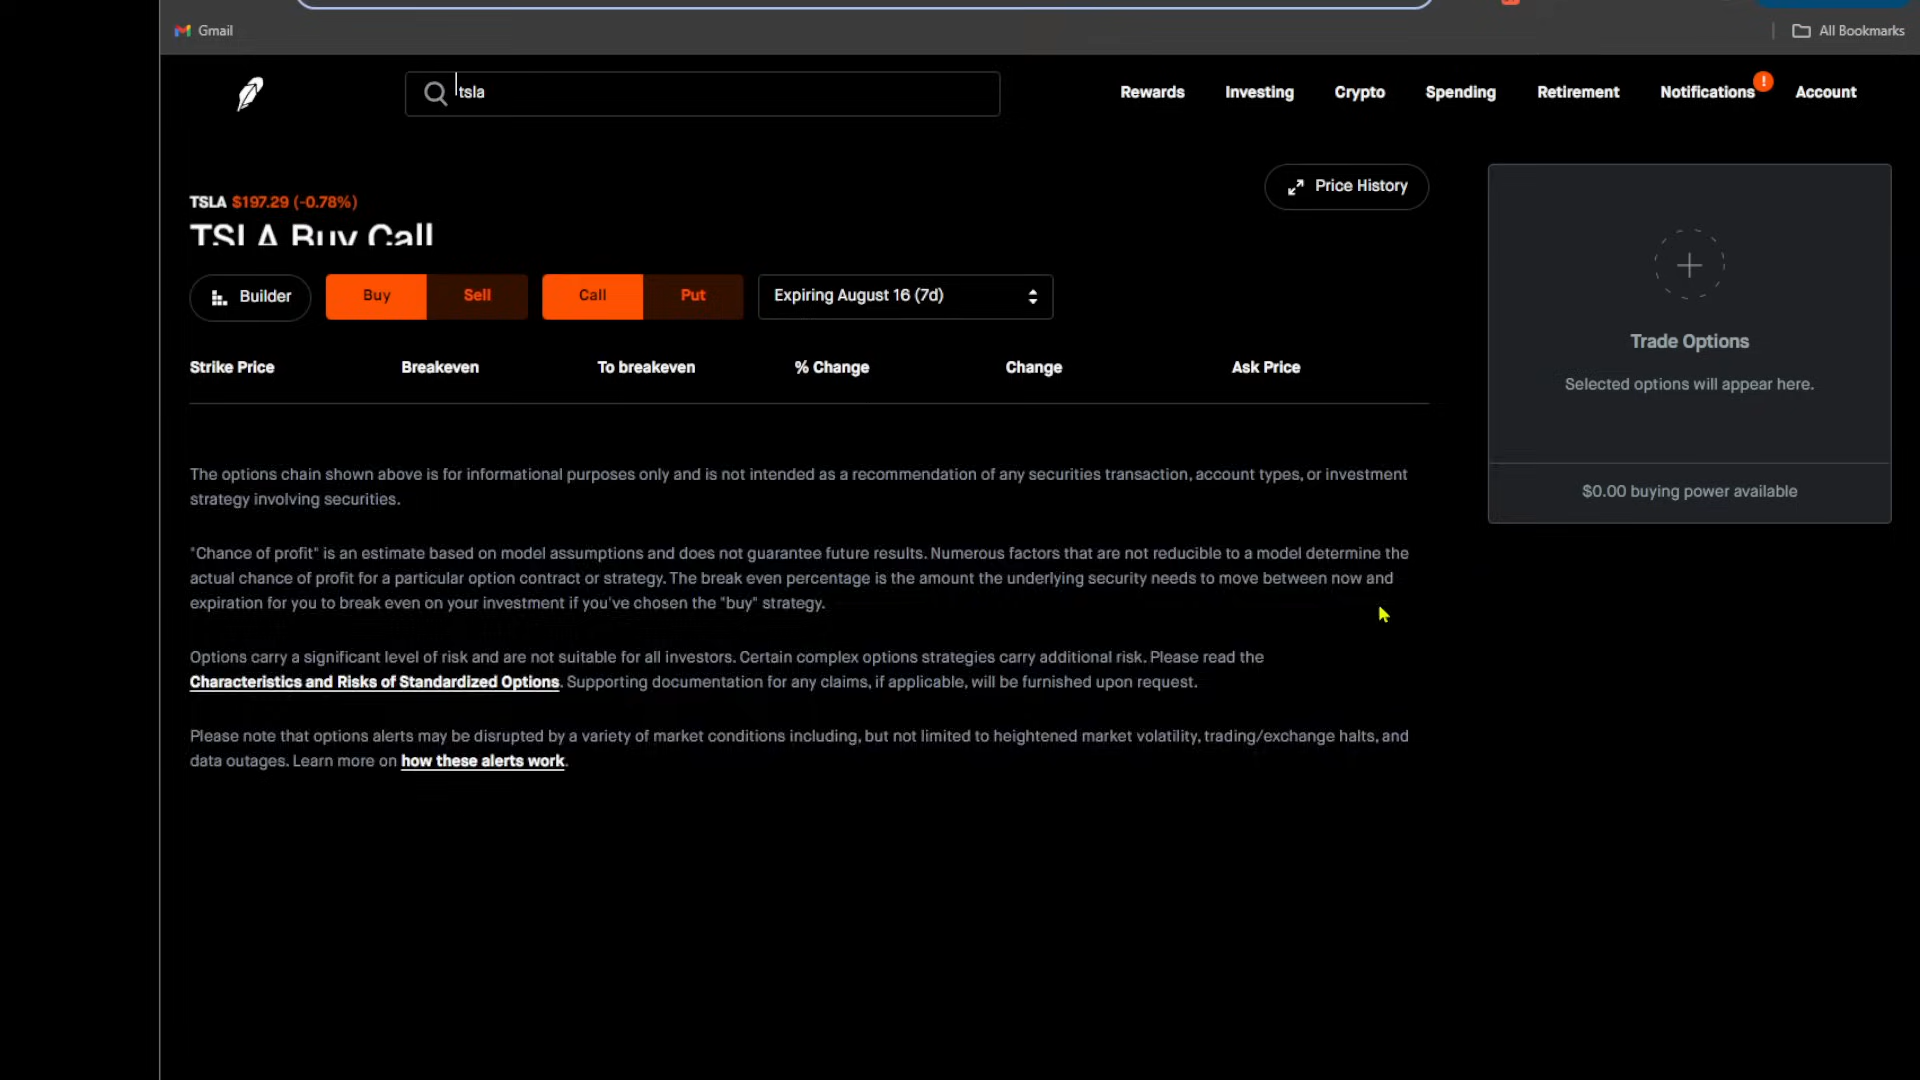 Gmail
All Bookmarks
tsla
Rewards
Investing
Crypto
Spending
Retirement
Notifications
!
Account
TSLA $197.29 (-0.78%)
Price History
TSLA Buy Call
Builder
Buy
Sell
Call
Put
Expiring August 16 (7d)
Strike Price
Breakeven
To breakeven
% Change
Change
Ask Price
Trade Options
Selected options will appear here.
$0.00 buying power available
The options chain shown above is for informational purposes only and is not intended as a recommendation of any securities transaction, account types, or investment
strategy involving securities.
"Chance of profit" is an estimate based on model assumptions and does not guarantee future results. Numerous factors that are not reducible to a model determine the
actual chance of profit for a particular option contract or strategy. The break even percentage is the amount the underlying security needs to move between now and
expiration for you to break even on your investment if you've chosen the "buy" strategy.
Options carry a significant level of risk and are not suitable for all investors. Certain complex options strategies carry additional risk. Please read the
Characteristics and Risks of Standardized Options. Supporting documentation for any claims, if applicable, will be furnished upon request.
Please note that options alerts may be disrupted by a variety of market conditions including, but not limited to heightened market volatility, trading/exchange halts, and
data outages. Learn more on how these alerts work.